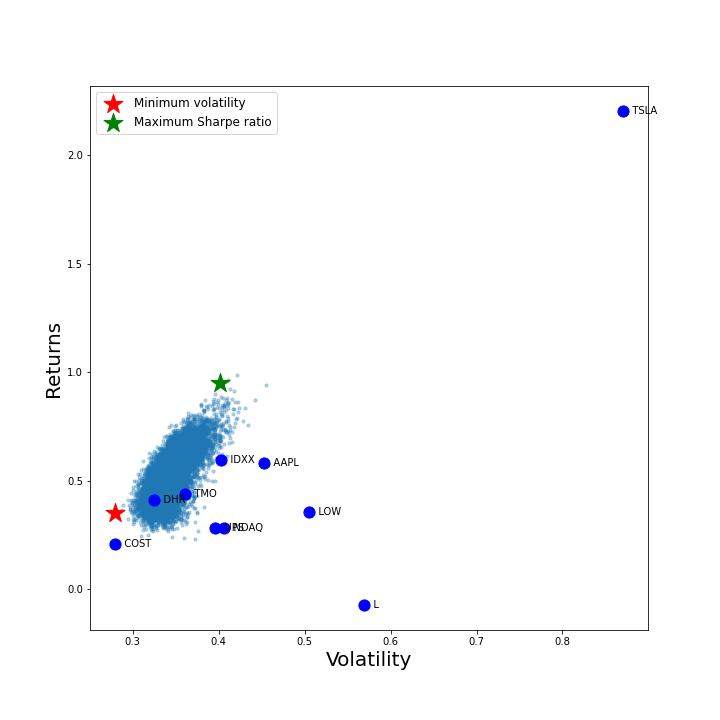 Minimum volatility
Maximum Sharpe ratio
TSLA
2.0
1.5
1.0
0.5
0.0
Returns
IDXX
AAPL
TMO
DHR
LOW
NDAQ
COST
L
0.3
0.4
0.5
0.6
0.7
0.8
Volatility